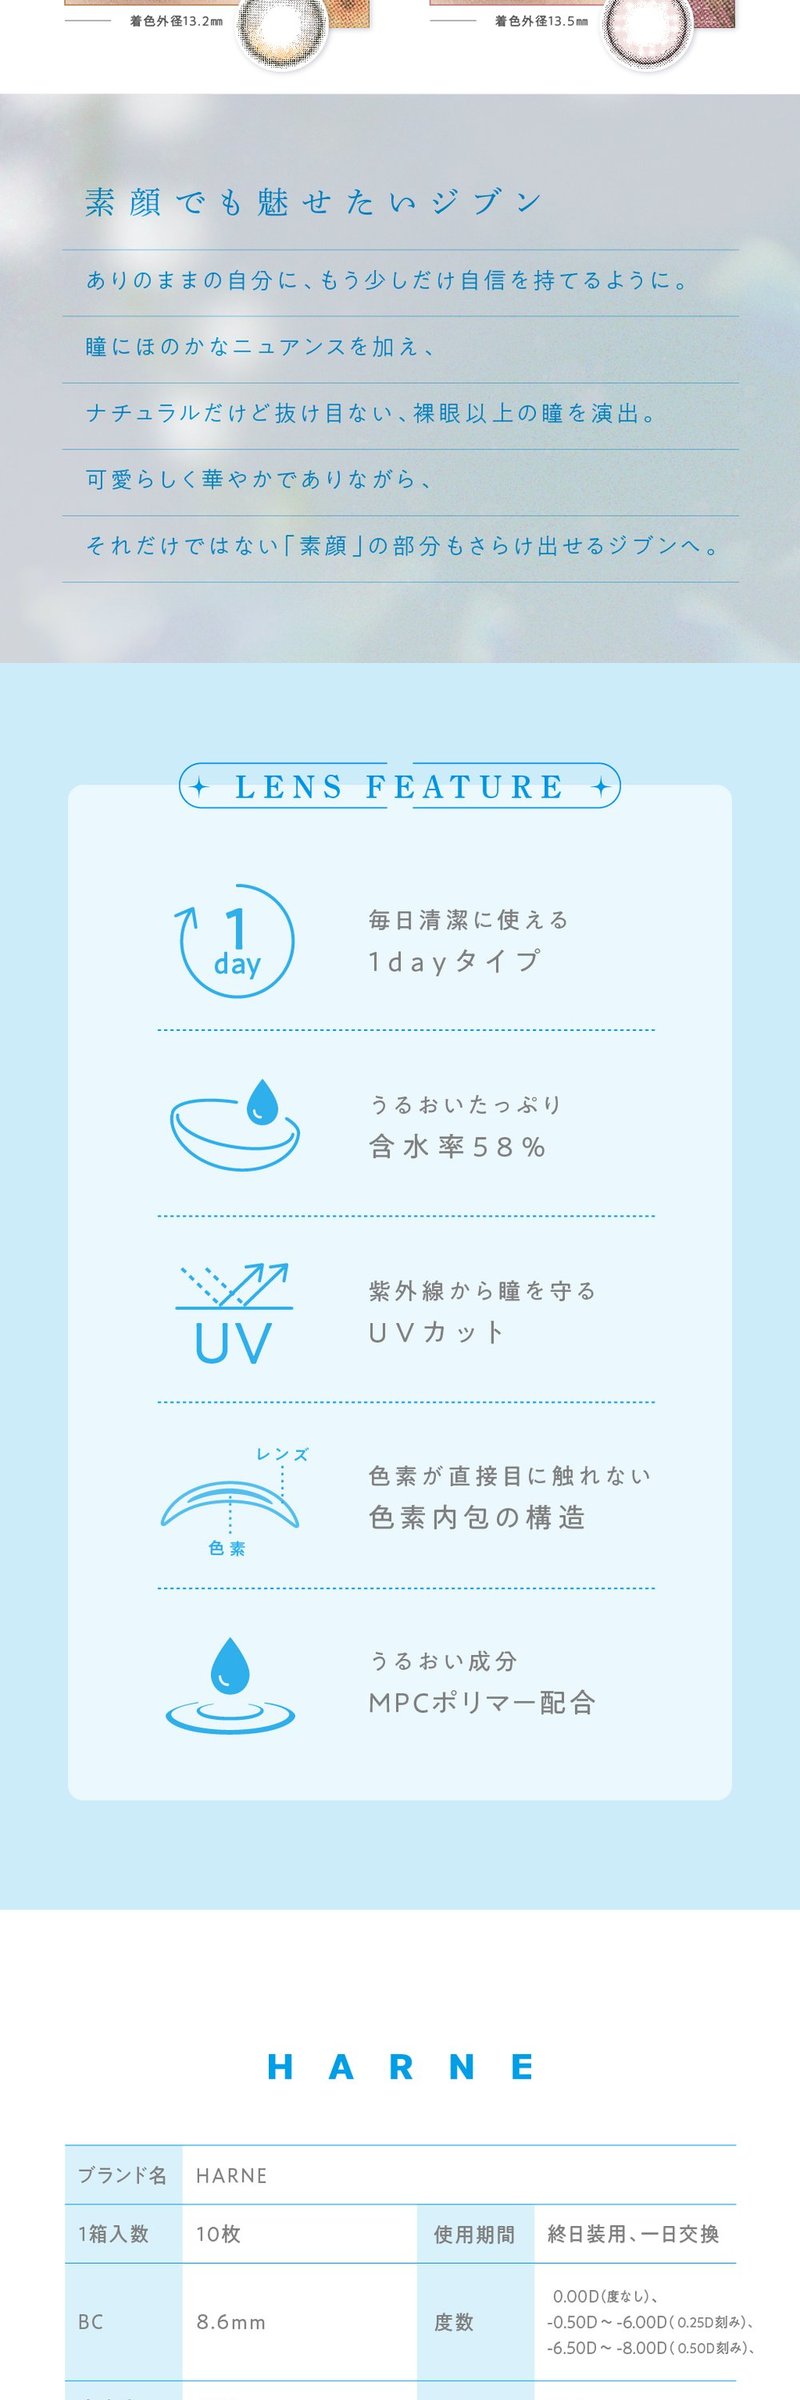 着色外径13.2㎜
着色外径13.5㎜
素顔でも魅せたいジブン
ありのままの自分に、もう少しだけ自信を持てるように。
瞳にほのかなニュアンスを加え、
ナチュラルだけど抜け目ない、裸眼以上の瞳を演出。
可愛らしく華やかでありながら、
それだけではない「素顔」の部分もさらけ出せるジブンへ。
LENS FEATURE
1
day
毎日清潔に使える
1dayタイプ
うるおいたっぷり
含水率58%
UV
紫外線から瞳を守る
UVカット
レンズ
色素
色素が直接目に触れない
色素内包の構造
うるおい成分
MPCポリマー配合
HARNE
ブランド名 HARNE
1箱入数 10枚 使用期間 終日装用、一日交換
BC 8.6mm 度数 0.00D(度なし)、
-0.50D～-6.00D(0.25D刻み)、
-6.50D～-8.00D(0.50D刻み)、